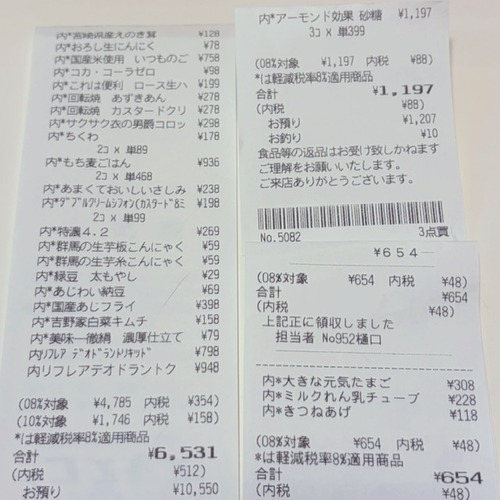 内*宮崎県産えのき茸 ¥128
内*おろし生にんにく ¥78
内*国産米使用 いつものご ¥758
内*コカ・コーラゼロ ¥98
内*これは便利 ロース生ハ ¥199
内*回転焼 あずきあん ¥278
内*回転焼 カスタードクリ ¥278
内*サクサク衣の男爵コロッ ¥298
内*ちくわ ¥178
2コ × 単89
内*もち麦ごはん ¥936
2コ × 単468
内*あまくておいしいさしみ ¥238
内*ダブルクリームシフォン(カスタード&ミ ¥198
2コ × 単99
内*特濃4.2 ¥269
内*群馬の生芋板こんにゃく ¥59
内*群馬の生芋糸こんにゃく ¥59
内*緑豆 太もやし ¥29
内*あじわい納豆 ¥69
内*国産あじフライ ¥398
内*吉野家白菜キムチ ¥158
内*美味一徹絹 濃厚仕立て ¥79
内リフレア デオドラントリキッド ¥798
内リフレアデオドラントク ¥948
(08%対象 ¥4,785 内税 ¥354)
(10%対象 ¥1,746 内税 ¥158)
*は軽減税率8%適用商品
合計 ¥6,531
(内税 ¥512)
お預り ¥10,550
内*アーモンド効果 砂糖 ¥1,197
3コ × 単399
(08%対象 ¥1,197 内税 ¥88)
*は軽減税率8%適用商品
合計 ¥1,197
(内税 ¥88)
お預り ¥1,207
お釣り ¥10
食品等の返品はお受け致しかねます
ご理解をお願いいたします。
ご来店ありがとうございます。
No.5082 3点買
¥654
(08%対象 ¥654 内税 ¥48)
合計 ¥654
(内税 ¥48)
上記正に領収しました
担当者 No952樋口
内*大きな元気たまご ¥308
内*ミルクれん乳チューブ ¥228
内*きつねあげ ¥118
(08%対象 ¥654 内税 ¥48)
*は軽減税率8%適用商品
合計 ¥654
(内税 ¥48)